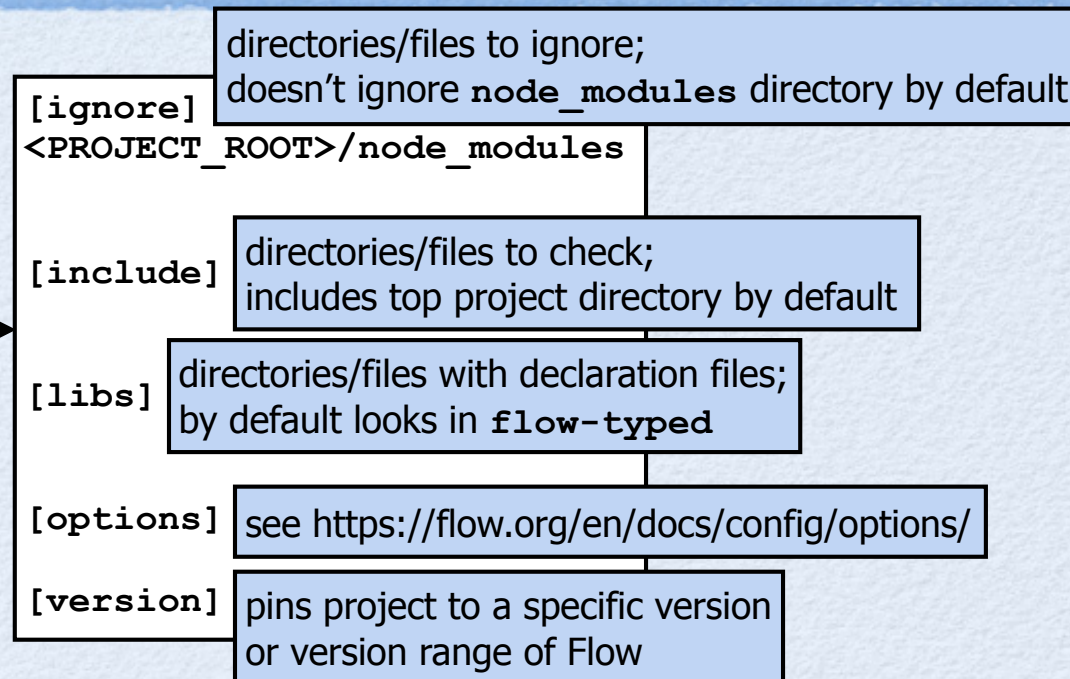 directories/files to ignore;
doesn’t ignore node_modules directory by default
[ignore]
<PROJECT_ROOT>/node_modules
[include]
directories/files to check;
includes top project directory by default
[libs]
directories/files with declaration files;
by default looks in flow-typed
[options]
see https://flow.org/en/docs/config/options/
[version]
pins project to a specific version
or version range of Flow